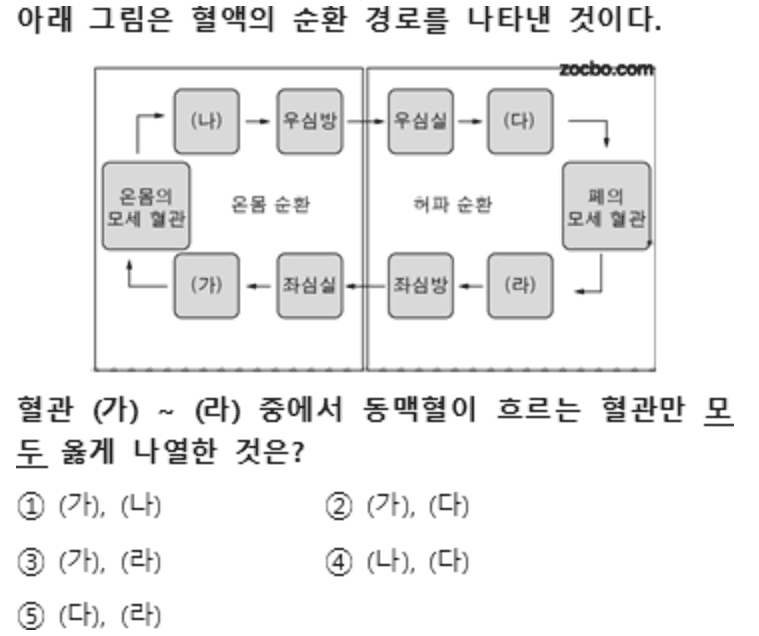 아래 그림은 혈액의 순환 경로를 나타낸 것이다.
zocbo.com
(나) 우심방 우심실 (다)
온몸의
모세 혈관
온몸 순환 허파 순환
폐의
모세 혈관
(가) 좌심실 좌심방 (라)
혈관 (가) ~ (라) 중에서 동맥혈이 흐르는 혈관만 모
두 옳게 나열한 것은?
① (가), (나) ② (가), (다)
③ (가), (라) ④ (나), (다)
⑤ (다), (라)